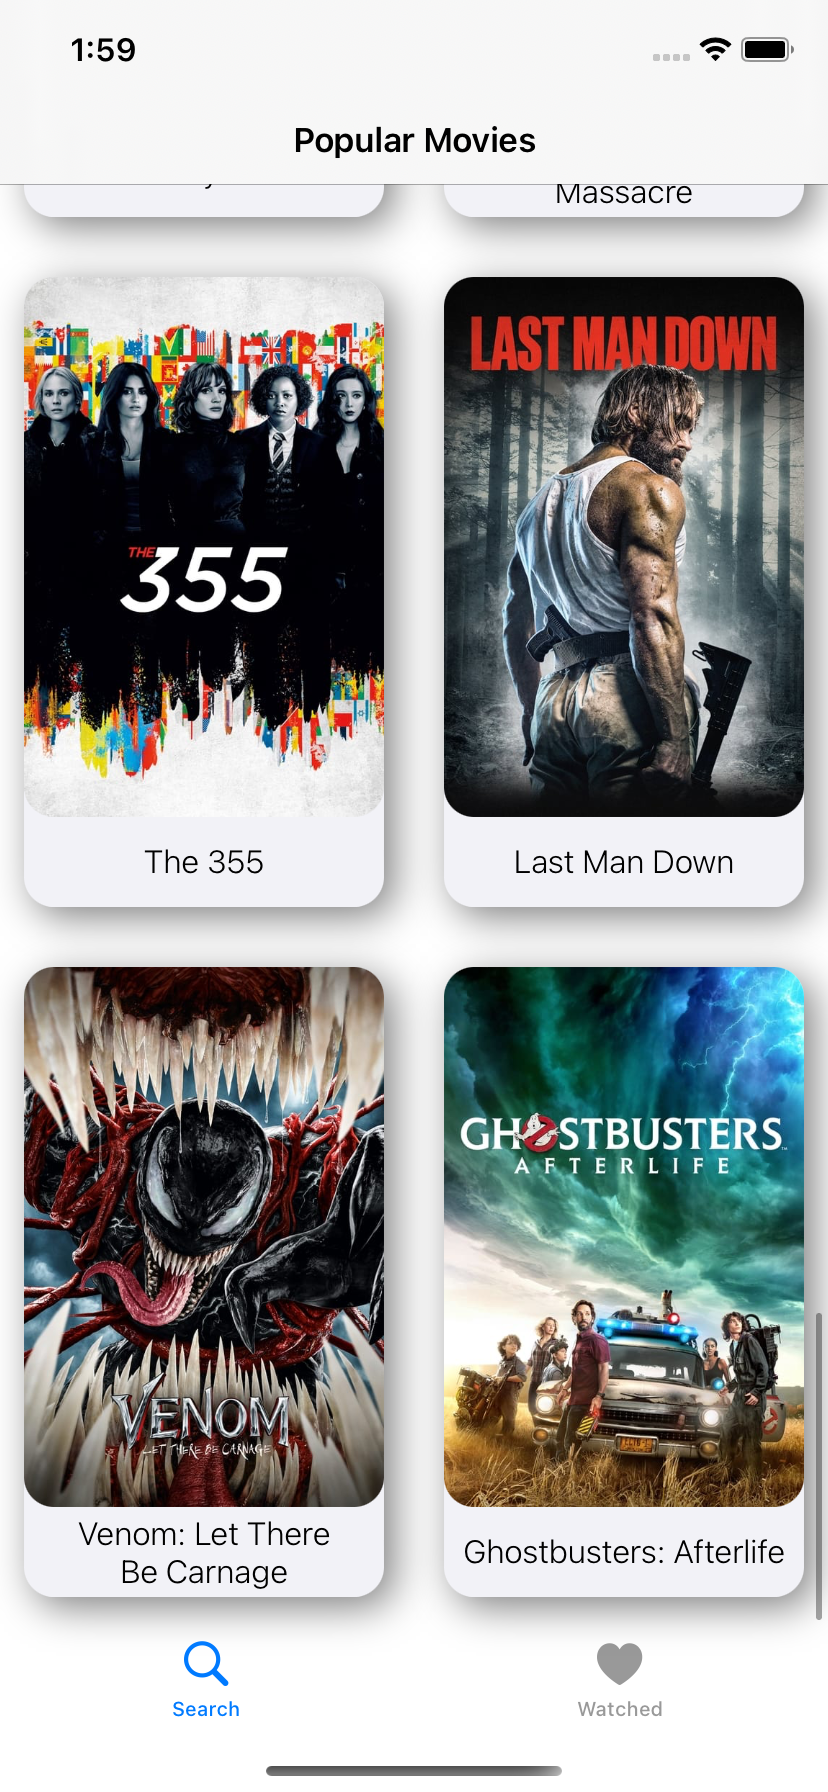 1:59
Popular Movies
Massacre
THE
355
LAST MAN DOWN
The 355
Last Man Down
VENOM
LET THERE BE CARNAGE
GHOSTBUSTERS
AFTERLIFE
Venom: Let There
Be Carnage
Ghostbusters: Afterlife
Search
Watched